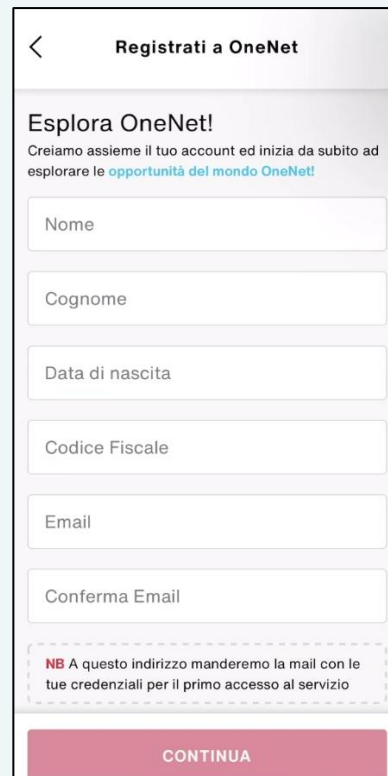 Registrati a OneNet
Esplora OneNet!
Creiamo assieme il tuo account ed inizia da subito ad
esplorare le opportunità del mondo OneNet!
Nome
Cognome
Data di nascita
Codice Fiscale
Email
Conferma Email
NB A questo indirizzo manderemo la mail con le
tue credenziali per il primo accesso al servizio
CONTINUA